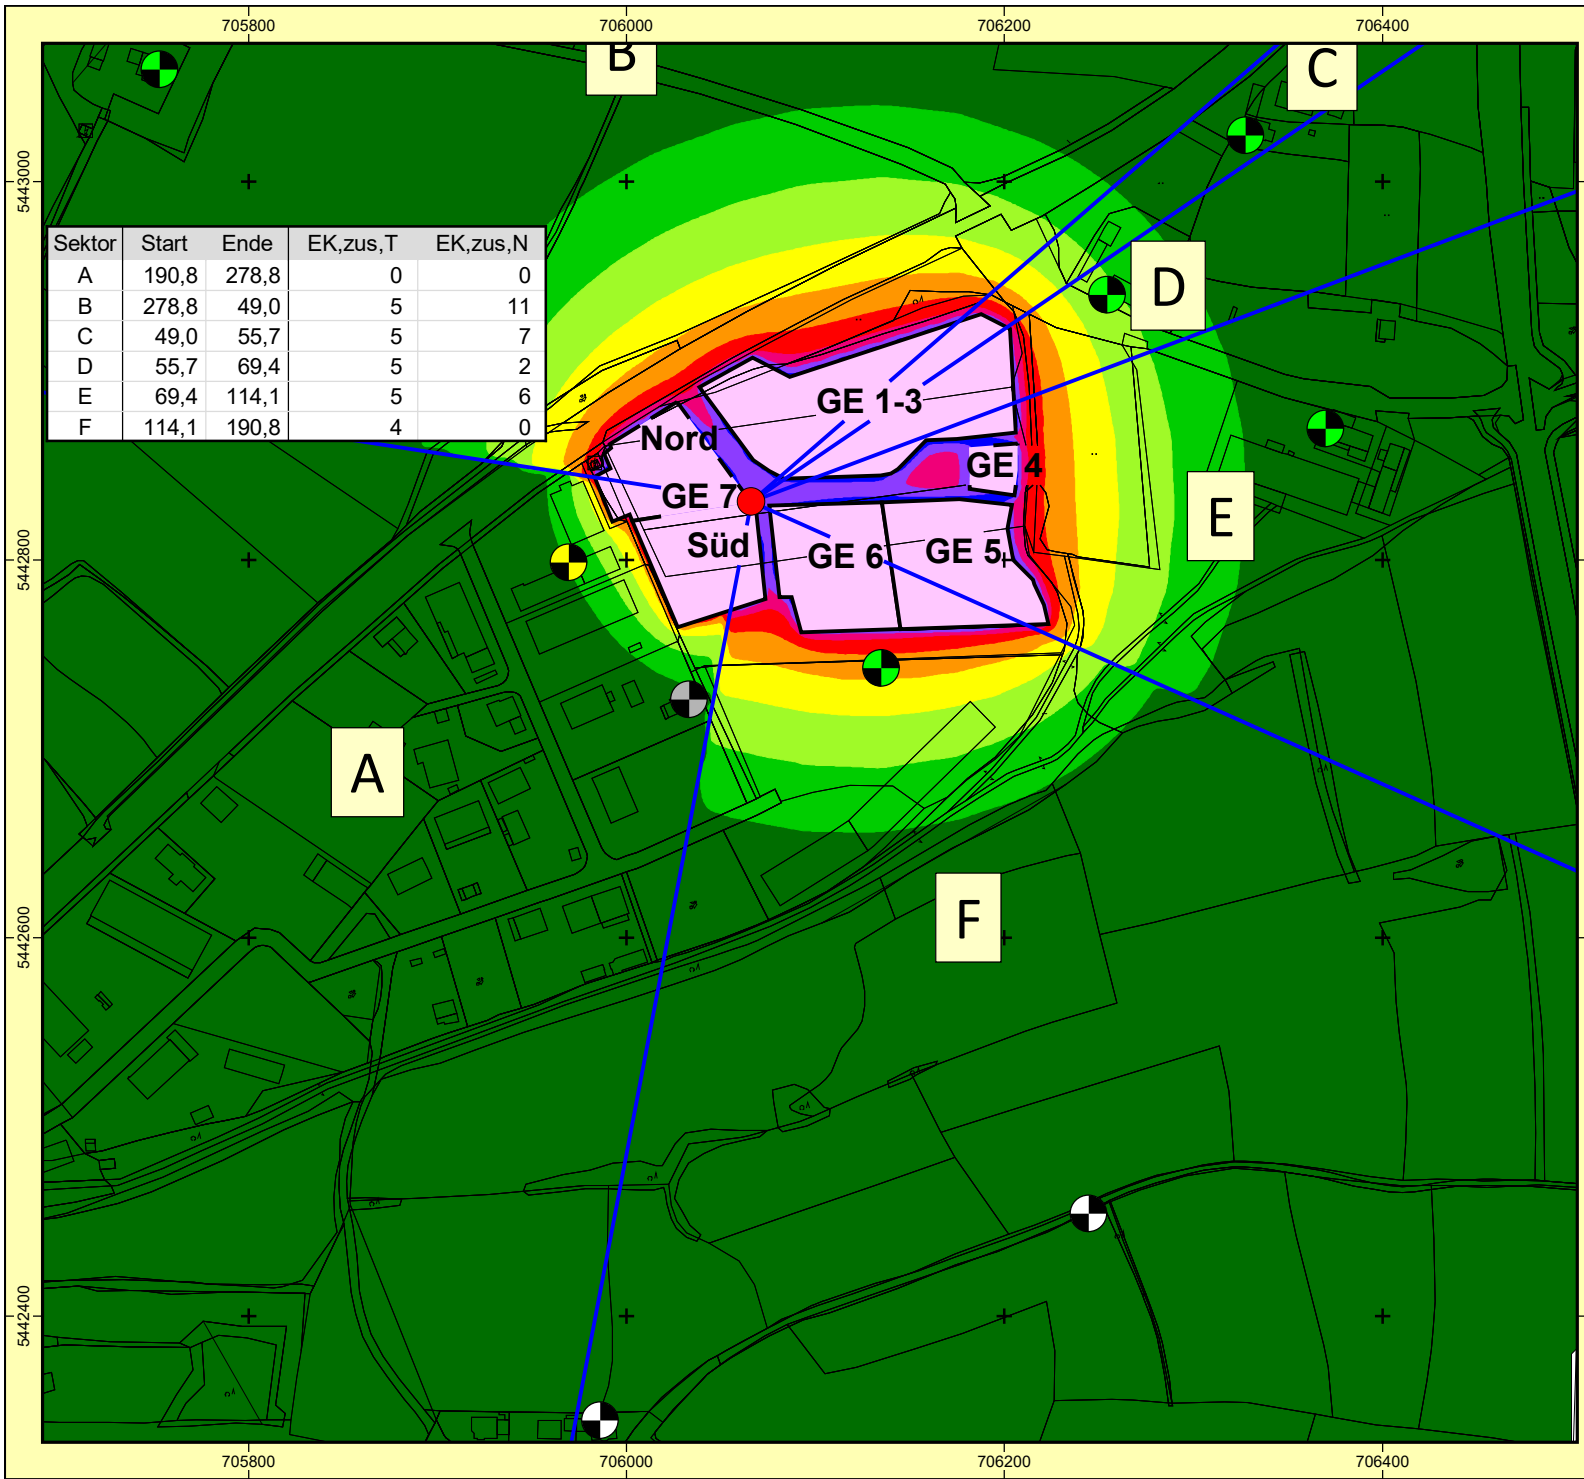 705800 706000 706200 706400
B
C
5443000
Sektor Start Ende EK,zus,T EK,zus,N
A 190,8 278,8 0 0
B 278,8 49,0 5 11
C 49,0 55,7 5 7
D 55,7 69,4 5 2
E 69,4 114,1 5 6
F 114,1 190,8 4 0
D
GE 1-3
Nord
GE 4
GE 7
E
Süd
GE 6
GE 5
5442800
A
F
5442600
5442400
705800 706000 706200 706400